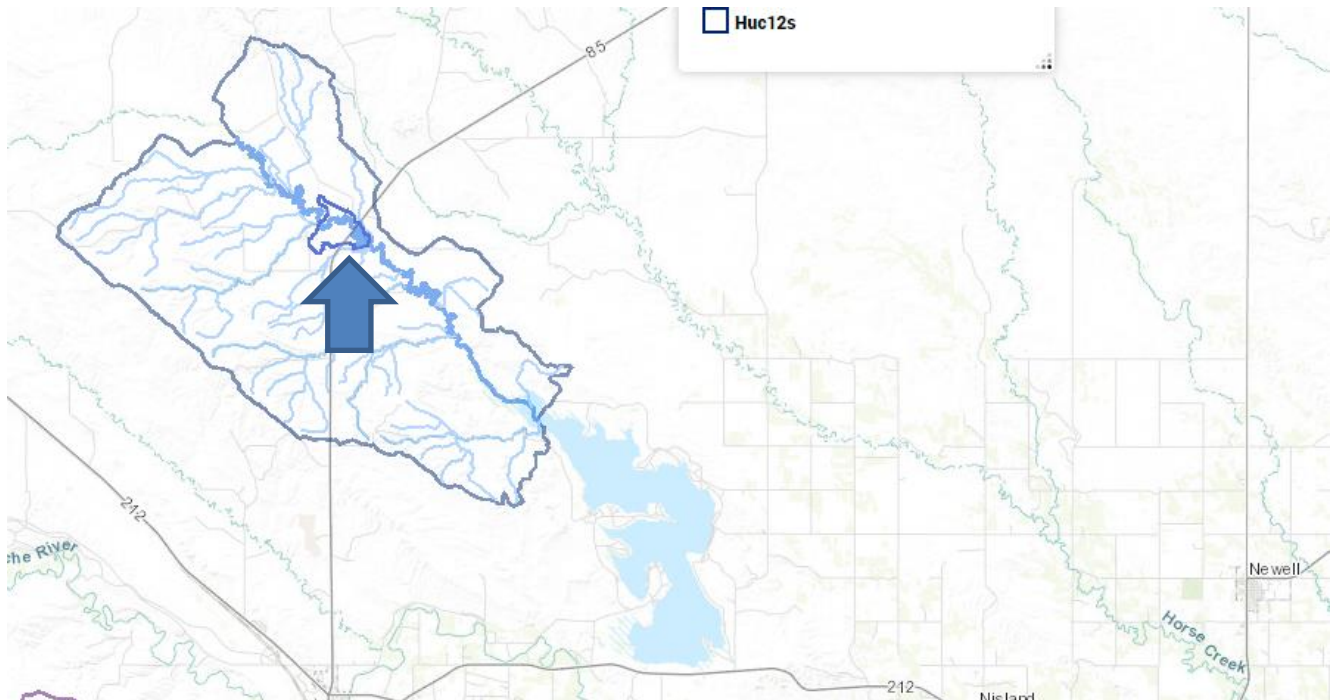 Huc12s
85
212
che River
Newell
Horse Creek
212
Nisland